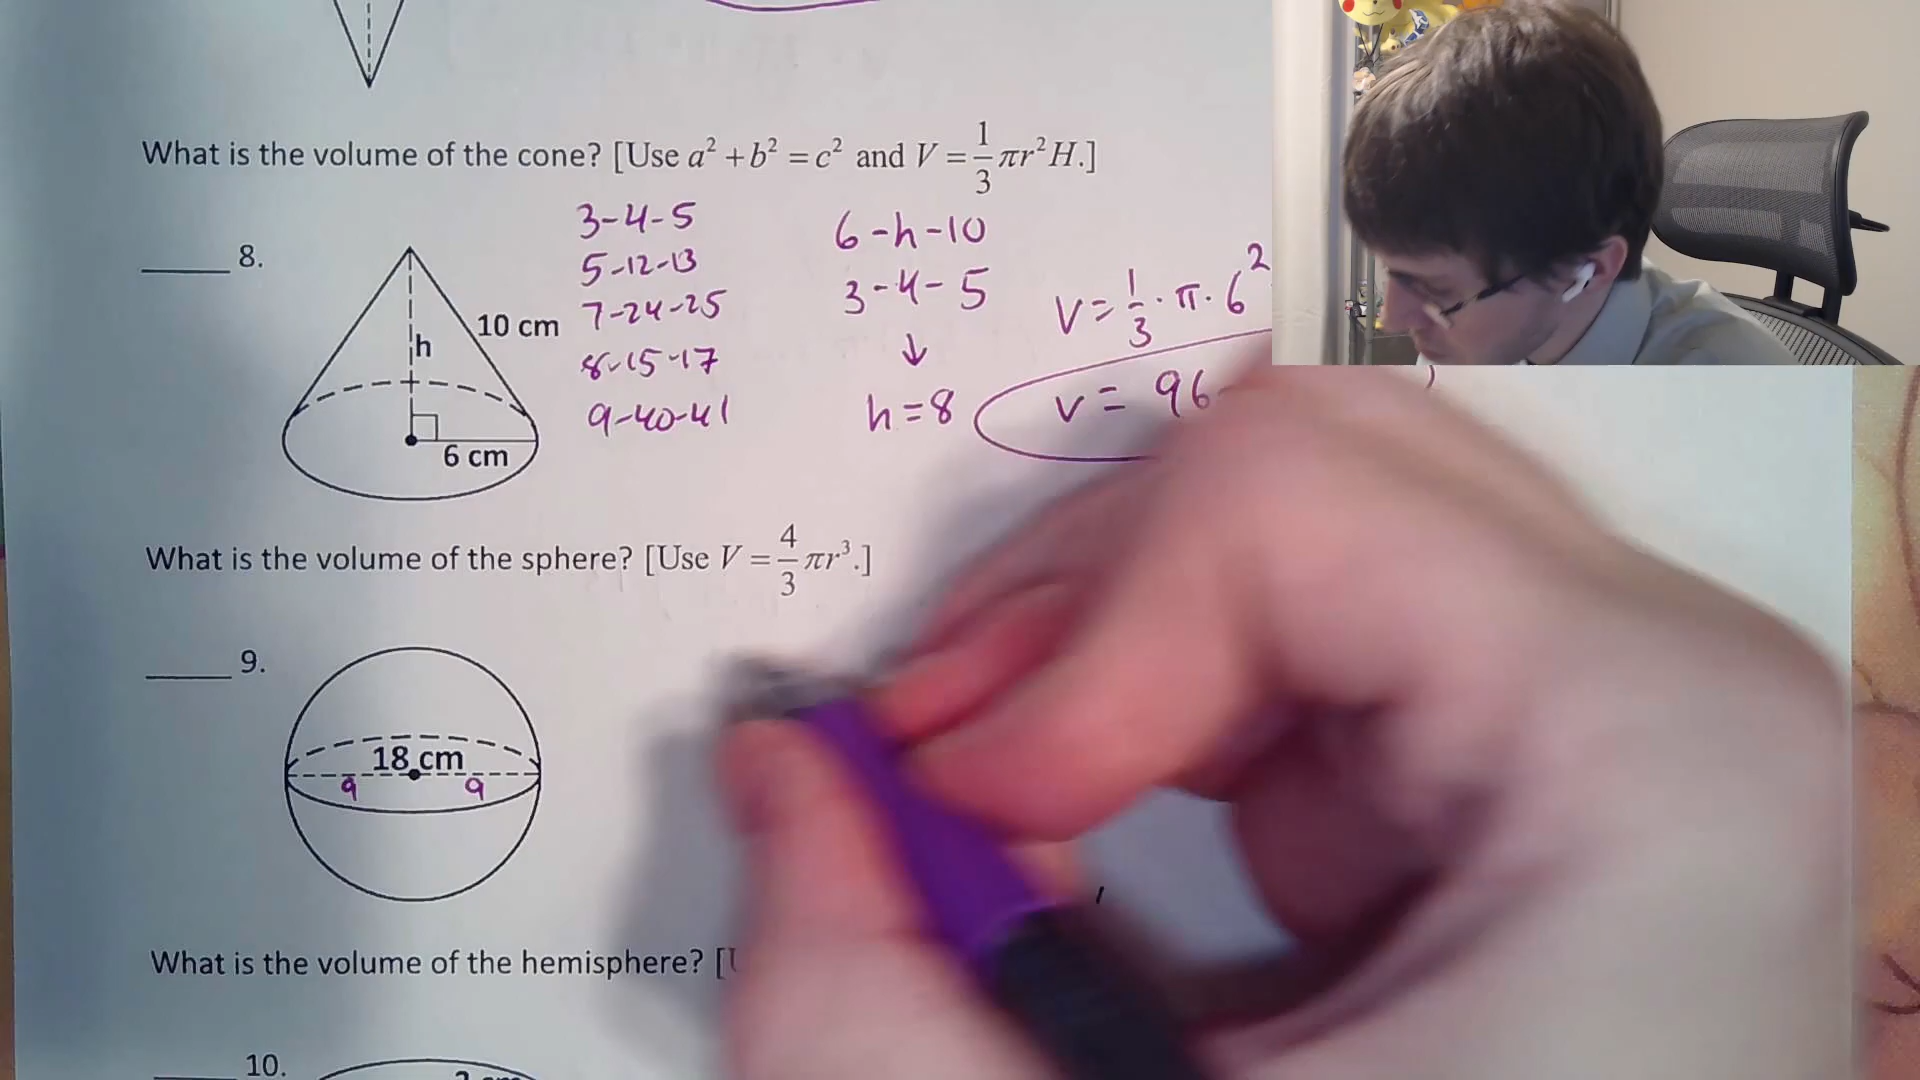 What is the volume of the cone? [Use a² + b² = c² and V = 1/3 πr²H.]
8.
h
10 cm
6 cm
3-4-5
5-12-13
7-24-25
8-15-17
9-40-41
6-h-10
3-4-5
↓
h=8
V= 1/3 · π · 6²
V= 96
What is the volume of the sphere? [Use V = 4/3 πr³.]
9.
18 cm
9 9
What is the volume of the hemisphere? [
10.